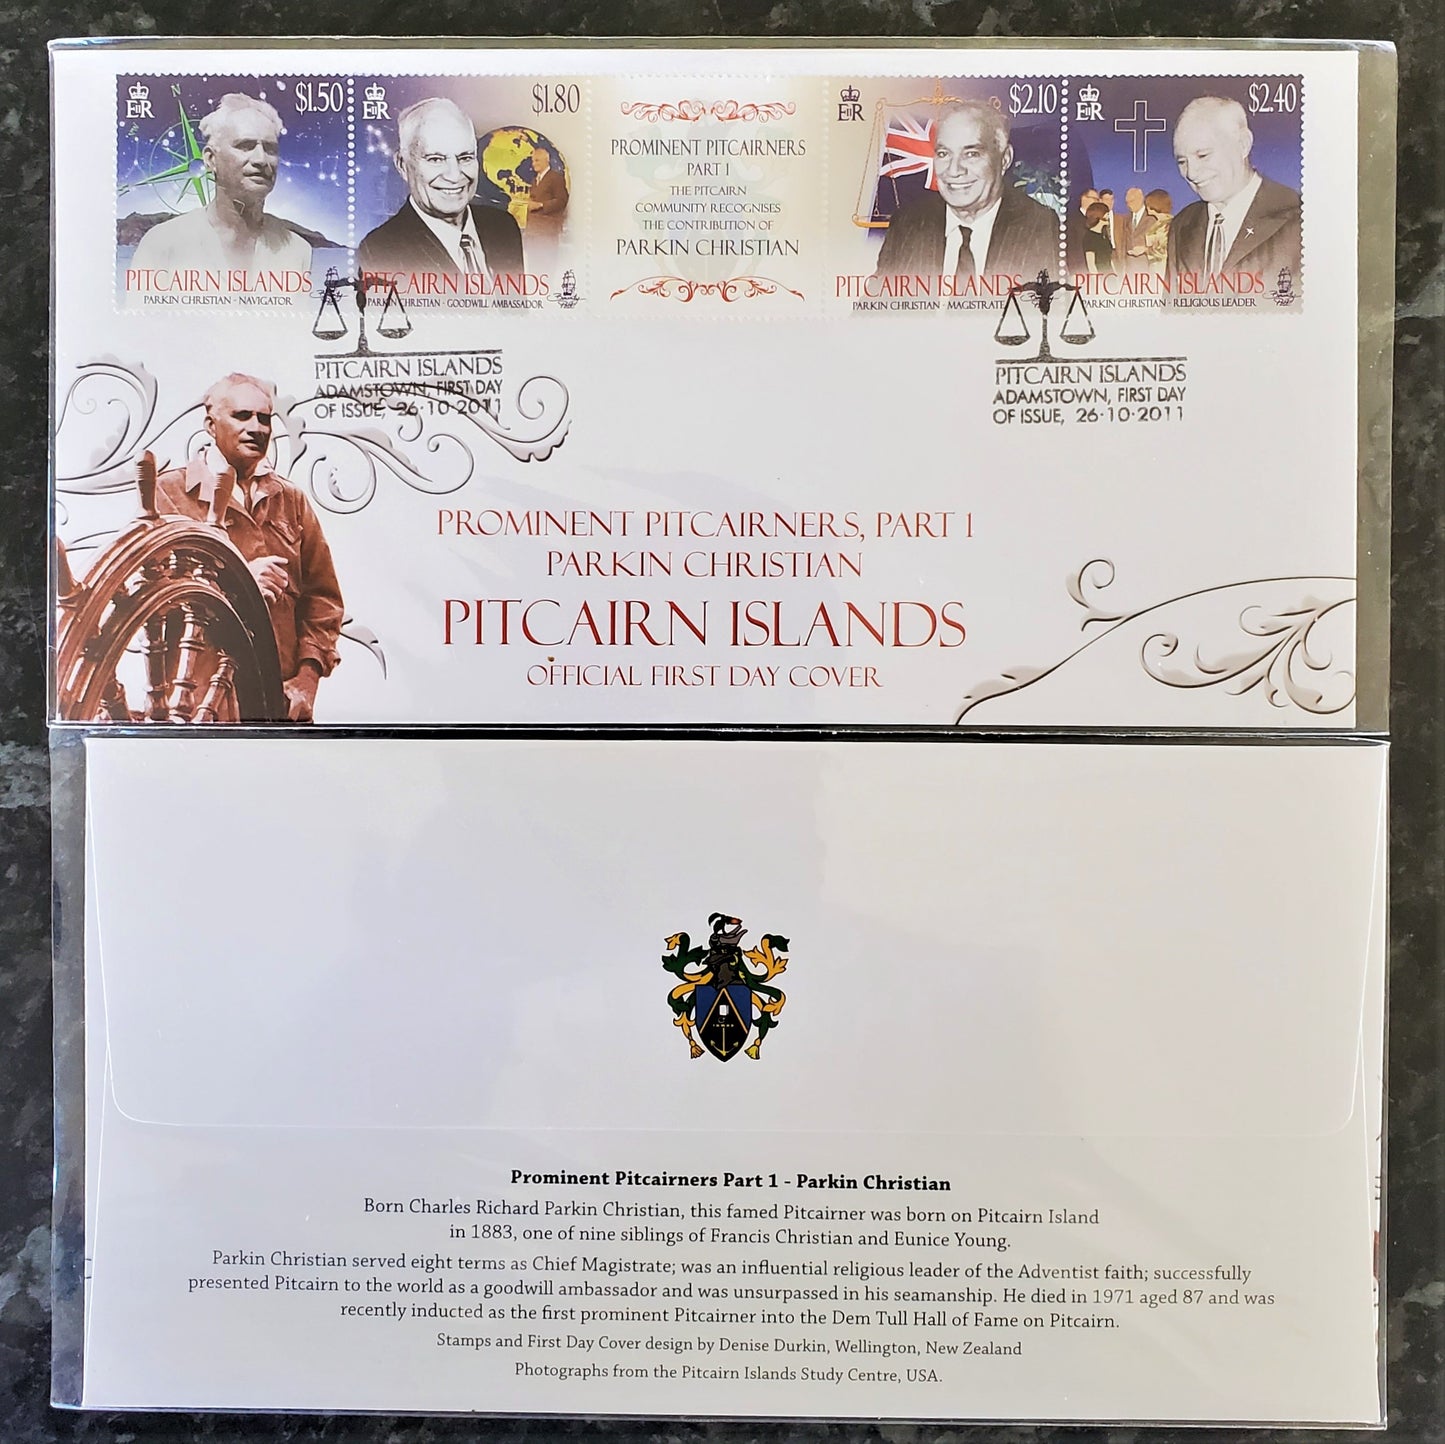 EIIR
$1.50
PITCAIRN ISLANDS
PARKIN CHRISTIAN - NAVIGATOR
EIIR
$1.80
PITCAIRN ISLANDS
PARKIN CHRISTIAN - GOODWILL AMBASSADOR
PROMINENT PITCAIRNERS
PART 1
THE PITCAIRN
COMMUNITY RECOGNISES
THE CONTRIBUTION OF
PARKIN CHRISTIAN
EIIR
$2.10
PITCAIRN ISLANDS
PARKIN CHRISTIAN - MAGISTRATE
EIIR
$2.40
PITCAIRN ISLANDS
PARKIN CHRISTIAN - RELIGIOUS LEADER
PITCAIRN ISLANDS
ADAMSTOWN, FIRST DAY
OF ISSUE, 26·10·2011
PITCAIRN ISLANDS
ADAMSTOWN, FIRST DAY
OF ISSUE, 26·10·2011
PROMINENT PITCAIRNERS, PART 1
PARKIN CHRISTIAN
PITCAIRN ISLANDS
OFFICIAL FIRST DAY COVER
Prominent Pitcairners Part 1 - Parkin Christian
Born Charles Richard Parkin Christian, this famed Pitcairner was born on Pitcairn Island
in 1883, one of nine siblings of Francis Christian and Eunice Young.
Parkin Christian served eight terms as Chief Magistrate; was an influential religious leader of the Adventist faith; successfully
presented Pitcairn to the world as a goodwill ambassador and was unsurpassed in his seamanship. He died in 1971 aged 87 and was
recently inducted as the first prominent Pitcairner into the Dem Tull Hall of Fame on Pitcairn.
Stamps and First Day Cover design by Denise Durkin, Wellington, New Zealand
Photographs from the Pitcairn Islands Study Centre, USA.